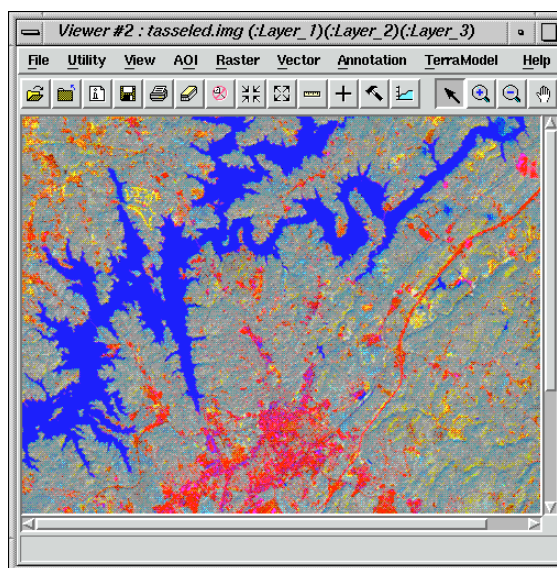 Viewer #2 : tasseled.img (:Layer_1)(:Layer_2)(:Layer_3)
File Utility View AOI Raster Vector Annotation TerraModel Help